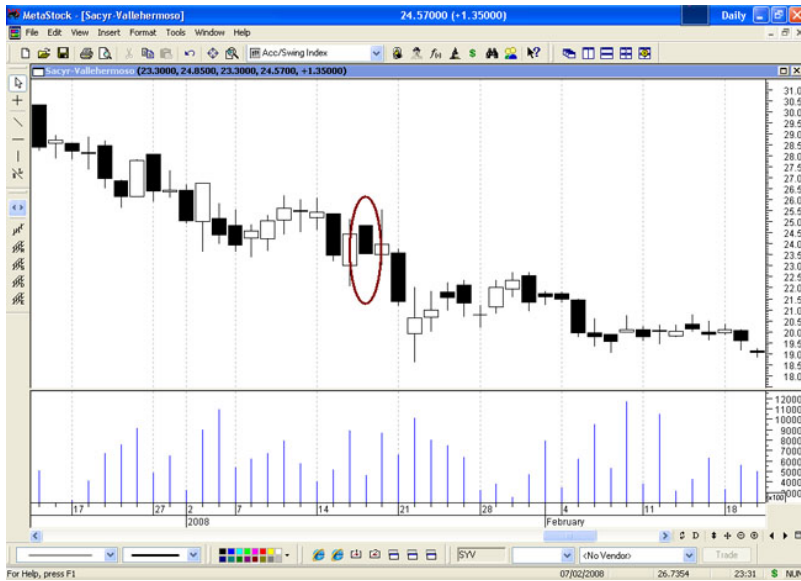 MetaStock - [Sacyr-Vallehermoso]
24.57000 (+1.35000)
Daily
File Edit View Insert Format Tools Window Help
Acc/Swing Index
Sacyr-Vallehermoso (23.3000, 24.8500, 23.3000, 24.5700, +1.35000)
31.0
30.5
30.0
29.5
29.0
28.5
28.0
27.5
27.0
26.5
26.0
25.5
25.0
24.5
24.0
23.5
23.0
22.5
22.0
21.5
21.0
20.5
20.0
19.5
19.0
18.5
18.0
12000
11000
10000
9000
8000
7000
6000
5000
4000
3000
x100
17 27 2 7 14 21 28 4 11 18
2008 February
D
SYV
<No Vendor>
Trade
For Help, press F1
07/02/2008 26.7354 23:31 $ NUM